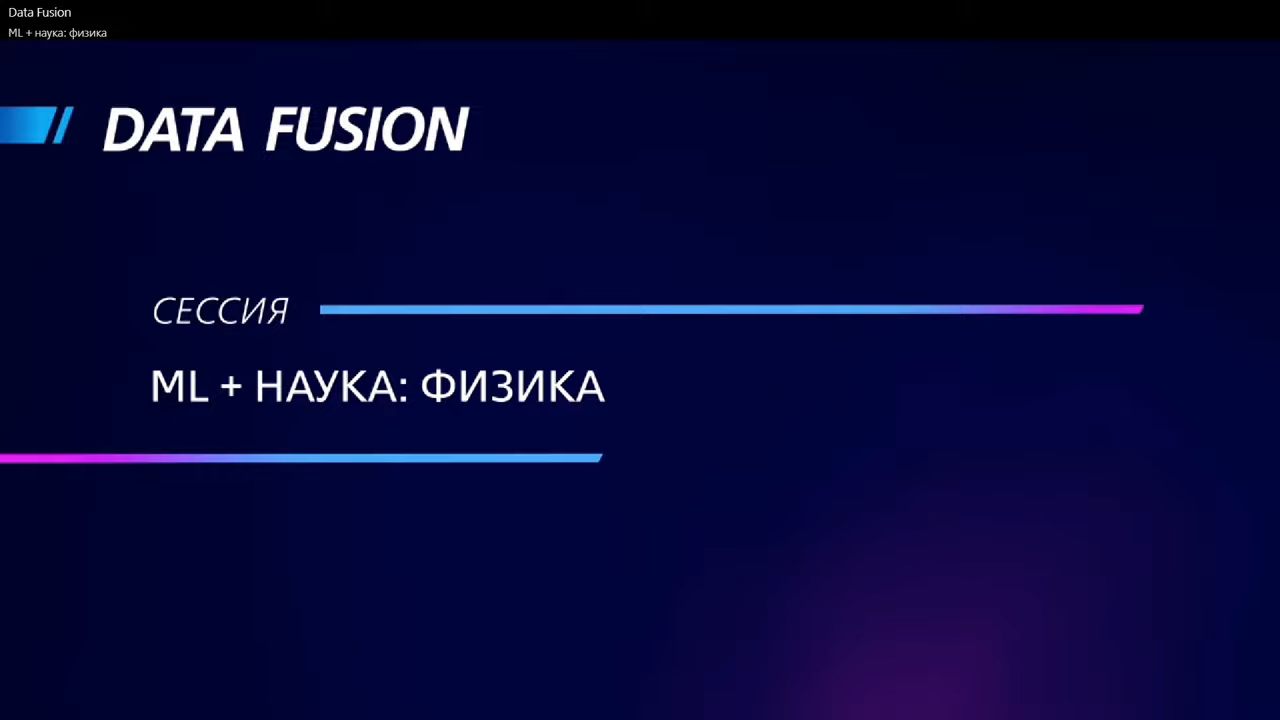 Data Fusion
ML + наука: физика
DATA FUSION
СЕССИЯ
ML + НАУКА: ФИЗИКА